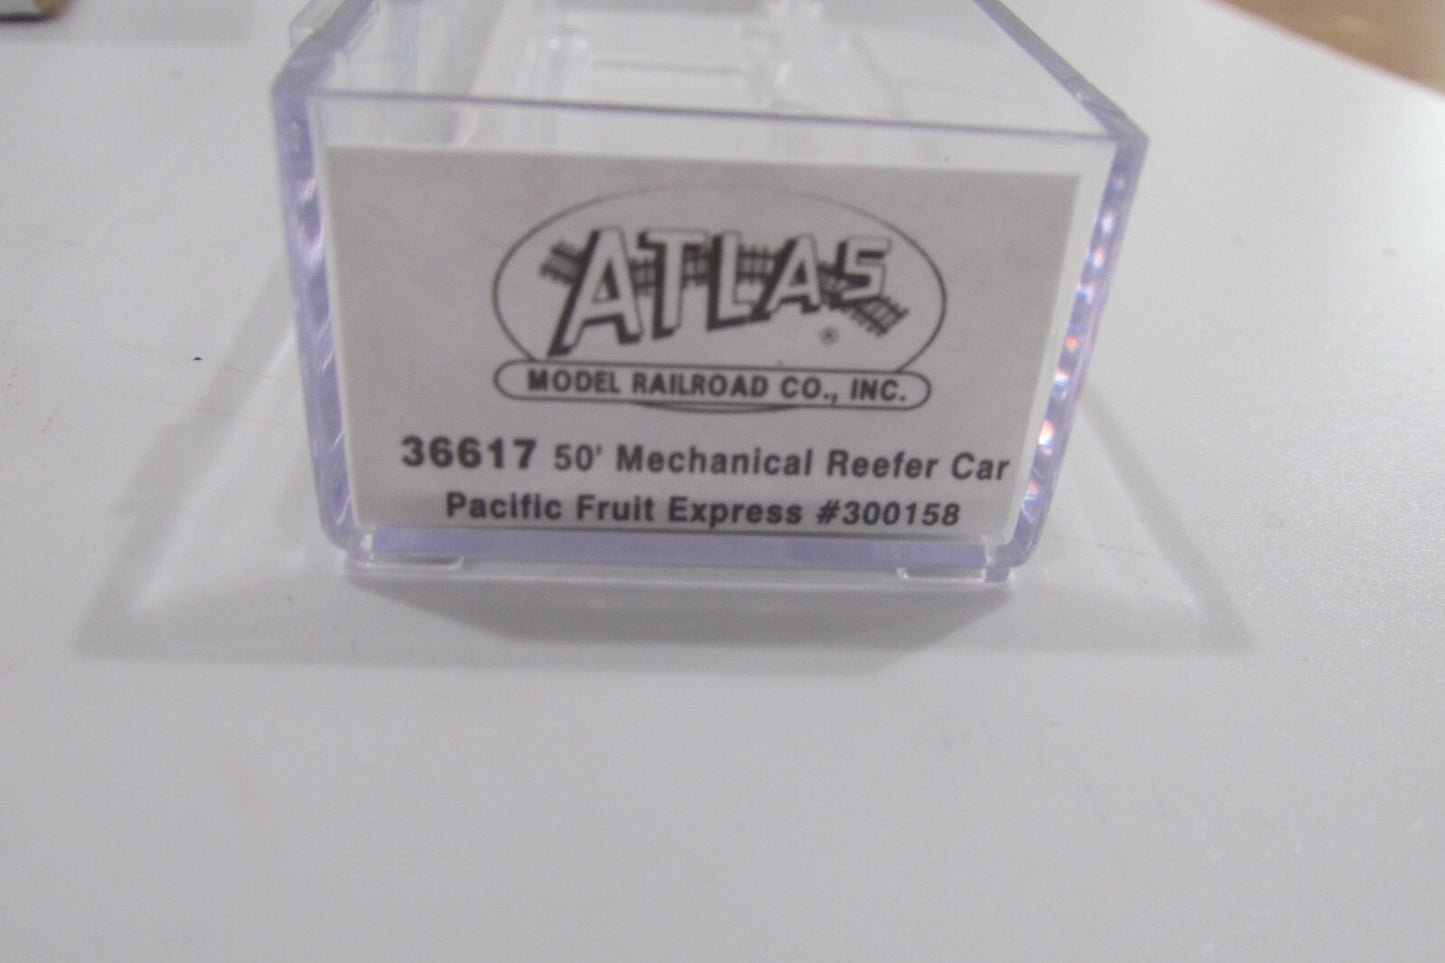 ATLAS
®
MODEL RAILROAD CO., INC.
36617 50' Mechanical Reefer Car
Pacific Fruit Express #300158